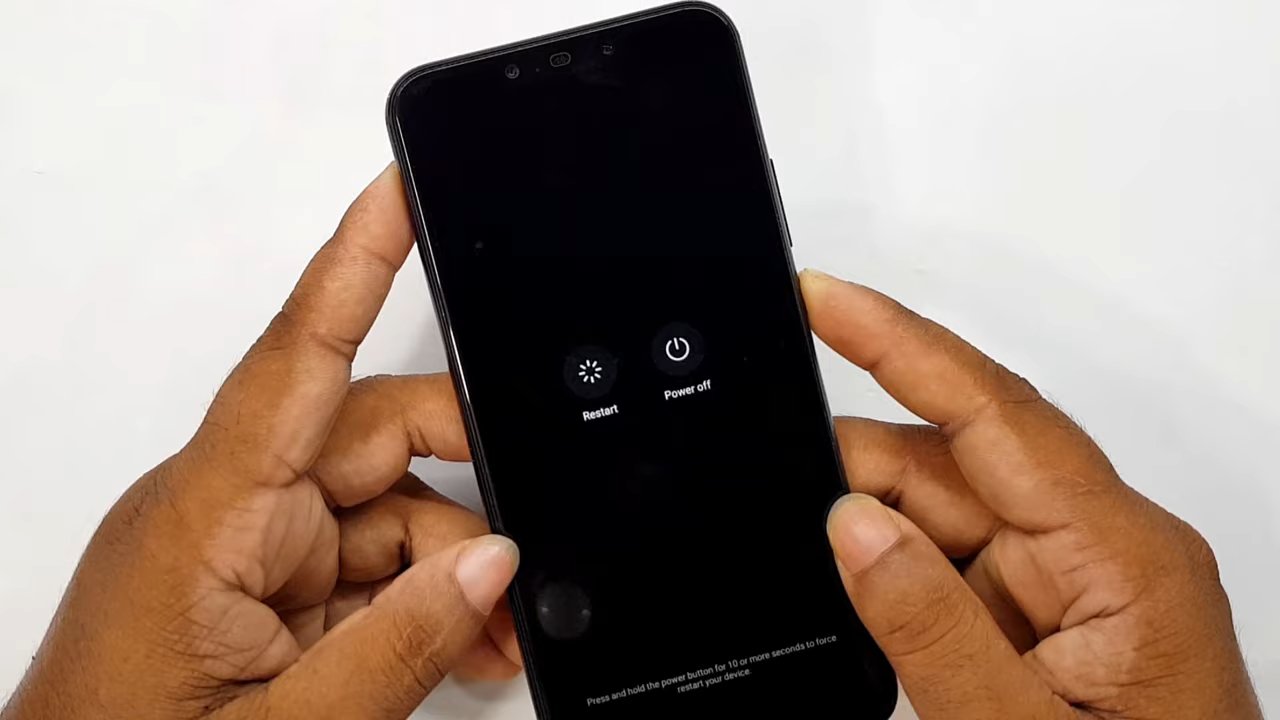 Restart
Power off
Press and hold the power button for 10 or more seconds to force
restart your device.